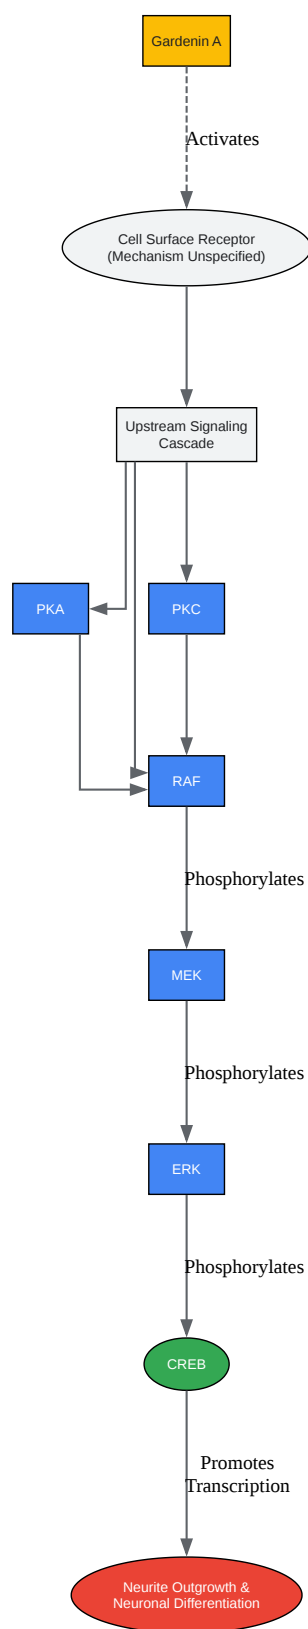 Gardenin A
Activates
Cell Surface Receptor
(Mechanism Unspecified)
Upstream Signaling
Cascade
PKA
PKC
RAF
Phosphorylates
MEK
Phosphorylates
ERK
Phosphorylates
CREB
Promotes
Transcription
Neurite Outgrowth &
Neuronal Differentiation